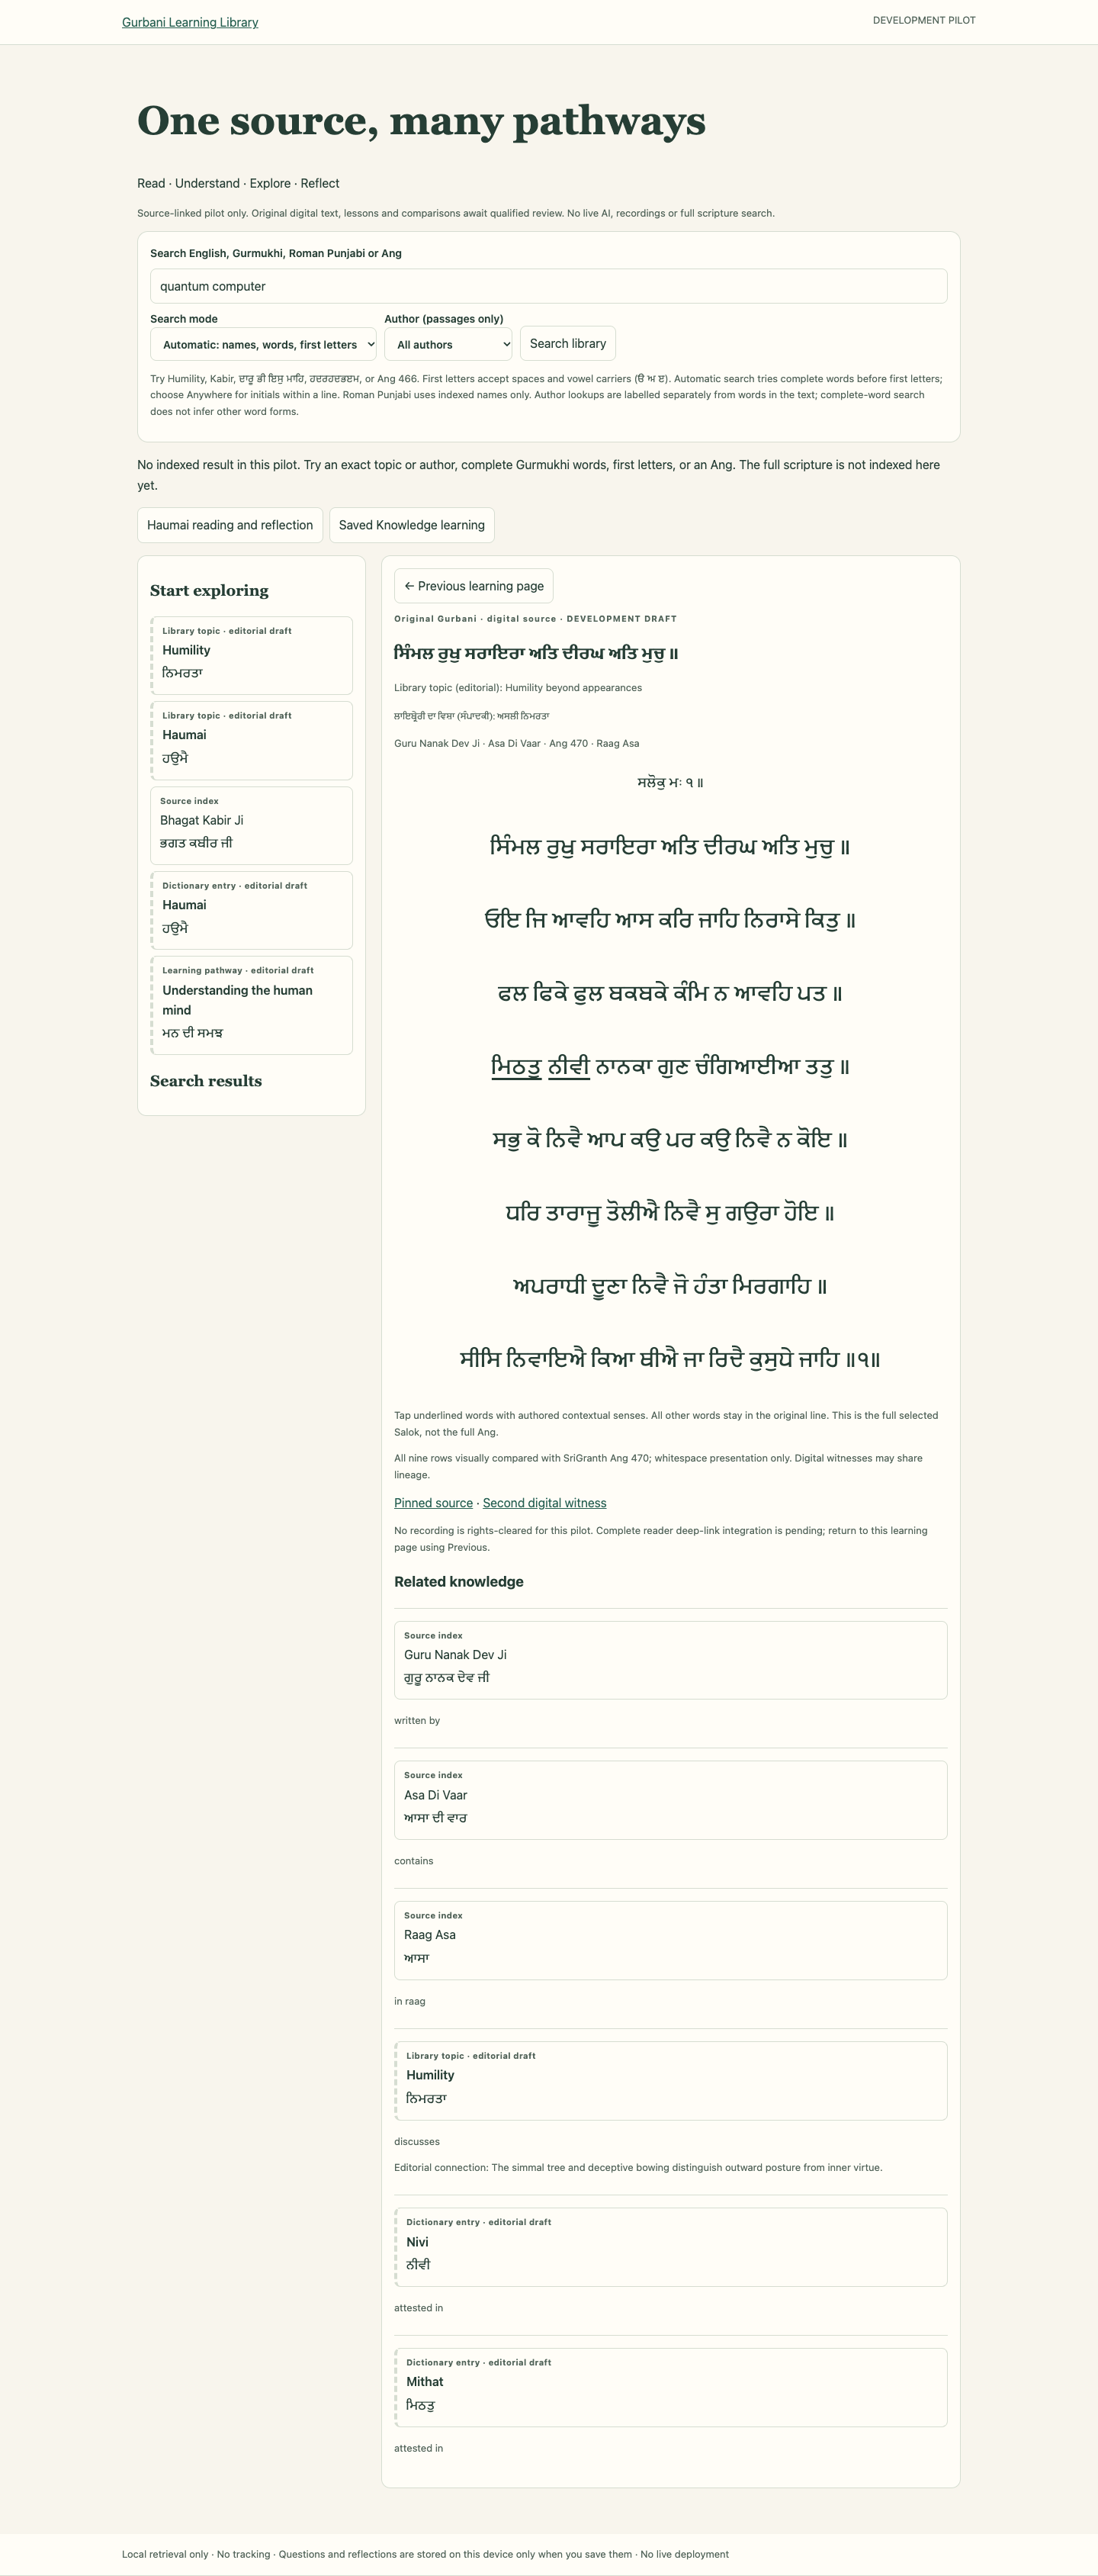 Gurbani Learning Library
DEVELOPMENT PILOT
One source, many pathways
Read · Understand · Explore · Reflect
Source-linked pilot only. Original digital text, lessons and comparisons await qualified review. No live AI, recordings or full scripture search.
Search English, Gurmukhi, Roman Punjabi or Ang
quantum computer
Search mode
Author (passages only)
Automatic: names, words, first letters
All authors
Search library
Try Humility, Kabir, ਦਾਰੂ ਭੀ ਇਸੁ ਮਾਹਿ, ਹਦਰਹਦਭਇਮ, or Ang 466. First letters accept spaces and vowel carriers (ੳ ਅ ੲ). Automatic search tries complete words before first letters;
choose Anywhere for initials within a line. Roman Punjabi uses indexed names only. Author lookups are labelled separately from words in the text; complete-word search
does not infer other word forms.
No indexed result in this pilot. Try an exact topic or author, complete Gurmukhi words, first letters, or an Ang. The full scripture is not indexed here
yet.
Haumai reading and reflection
Saved Knowledge learning
Start exploring
Library topic · editorial draft
Humility
ਨਿਮਰਤਾ
Library topic · editorial draft
Haumai
ਹਉਮੈ
Source index
Bhagat Kabir Ji
ਭਗਤ ਕਬੀਰ ਜੀ
Dictionary entry · editorial draft
Haumai
ਹਉਮੈ
Learning pathway · editorial draft
Understanding the human
mind
ਮਨ ਦੀ ਸਮਝ
Search results
← Previous learning page
Original Gurbani · digital source · DEVELOPMENT DRAFT
ਸਿੰਮਲ ਰੁਖੁ ਸਰਾਇਰਾ ਅਤਿ ਦੀਰਘ ਅਤਿ ਮੁਚੁ ॥
Library topic (editorial): Humility beyond appearances
ਲਾਇਬ੍ਰੇਰੀ ਦਾ ਵਿਸ਼ਾ (ਸੰਪਾਦਕੀ): ਅਸਲੀ ਨਿਮਰਤਾ
Guru Nanak Dev Ji · Asa Di Vaar · Ang 470 · Raag Asa
ਸਲੋਕੁ ਮਃ ੧ ॥
ਸਿੰਮਲ ਰੁਖੁ ਸਰਾਇਰਾ ਅਤਿ ਦੀਰਘ ਅਤਿ ਮੁਚੁ ॥
ਓਇ ਜਿ ਆਵਹਿ ਆਸ ਕਰਿ ਜਾਹਿ ਨਿਰਾਸੇ ਕਿਤੁ ॥
ਫਲ ਫਿਕੇ ਫੁਲ ਬਕਬਕੇ ਕੰਮਿ ਨ ਆਵਹਿ ਪਤ ॥
ਮਿਠਤੁ ਨੀਵੀ ਨਾਨਕਾ ਗੁਣ ਚੰਗਿਆਈਆ ਤਤੁ ॥
ਸਭੁ ਕੋ ਨਿਵੈ ਆਪ ਕਉ ਪਰ ਕਉ ਨਿਵੈ ਨ ਕੋਇ ॥
ਧਰਿ ਤਾਰਾਜੂ ਤੋਲੀਐ ਨਿਵੈ ਸੁ ਗਉਰਾ ਹੋਇ ॥
ਅਪਰਾਧੀ ਦੂਣਾ ਨਿਵੈ ਜੋ ਹੰਤਾ ਮਿਰਗਾਹਿ ॥
ਸੀਸਿ ਨਿਵਾਇਐ ਕਿਆ ਥੀਐ ਜਾ ਰਿਦੈ ਕੁਸੁਧੇ ਜਾਹਿ ॥੧॥
Tap underlined words with authored contextual senses. All other words stay in the original line. This is the full selected
Salok, not the full Ang.
All nine rows visually compared with SriGranth Ang 470; whitespace presentation only. Digital witnesses may share
lineage.
Pinned source · Second digital witness
No recording is rights-cleared for this pilot. Complete reader deep-link integration is pending; return to this learning
page using Previous.
Related knowledge
Source index
Guru Nanak Dev Ji
ਗੁਰੂ ਨਾਨਕ ਦੇਵ ਜੀ
written by
Source index
Asa Di Vaar
ਆਸਾ ਦੀ ਵਾਰ
contains
Source index
Raag Asa
ਆਸਾ
in raag
Library topic · editorial draft
Humility
ਨਿਮਰਤਾ
discusses
Editorial connection: The simmal tree and deceptive bowing distinguish outward posture from inner virtue.
Dictionary entry · editorial draft
Nivi
ਨੀਵੀ
attested in
Dictionary entry · editorial draft
Mithat
ਮਿਠਤੁ
attested in
Local retrieval only · No tracking · Questions and reflections are stored on this device only when you save them · No live deployment